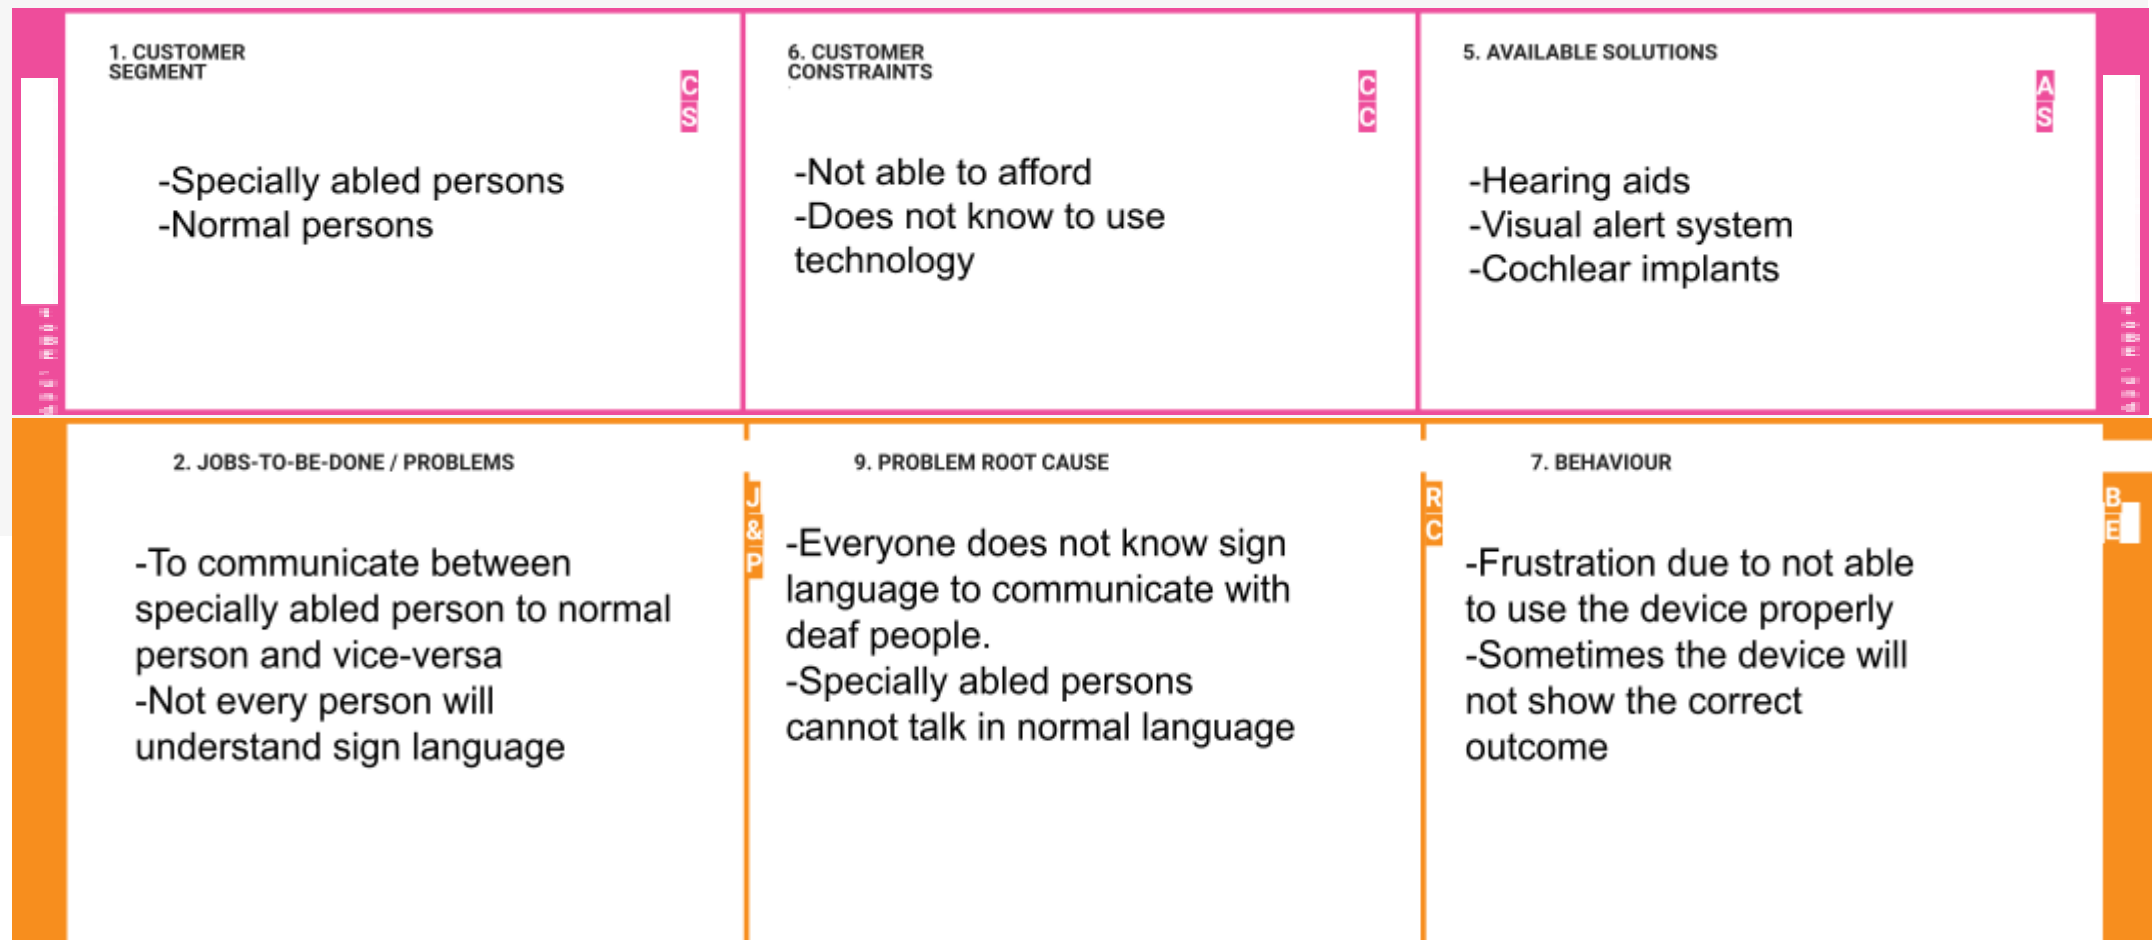 1. CUSTOMER
SEGMENT
C
S
-Specially abled persons
-Normal persons
6. CUSTOMER
CONSTRAINTS
C
C
-Not able to afford
-Does not know to use
technology
5. AVAILABLE SOLUTIONS
A
S
-Hearing aids
-Visual alert system
-Cochlear implants
2. JOBS-TO-BE-DONE / PROBLEMS
J
&
P
-To communicate between
specially abled person to normal
person and vice-versa
-Not every person will
understand sign language
9. PROBLEM ROOT CAUSE
R
C
-Everyone does not know sign
language to communicate with
deaf people.
-Specially abled persons
cannot talk in normal language
7. BEHAVIOUR
B
E
-Frustration due to not able
to use the device properly
-Sometimes the device will
not show the correct
outcome